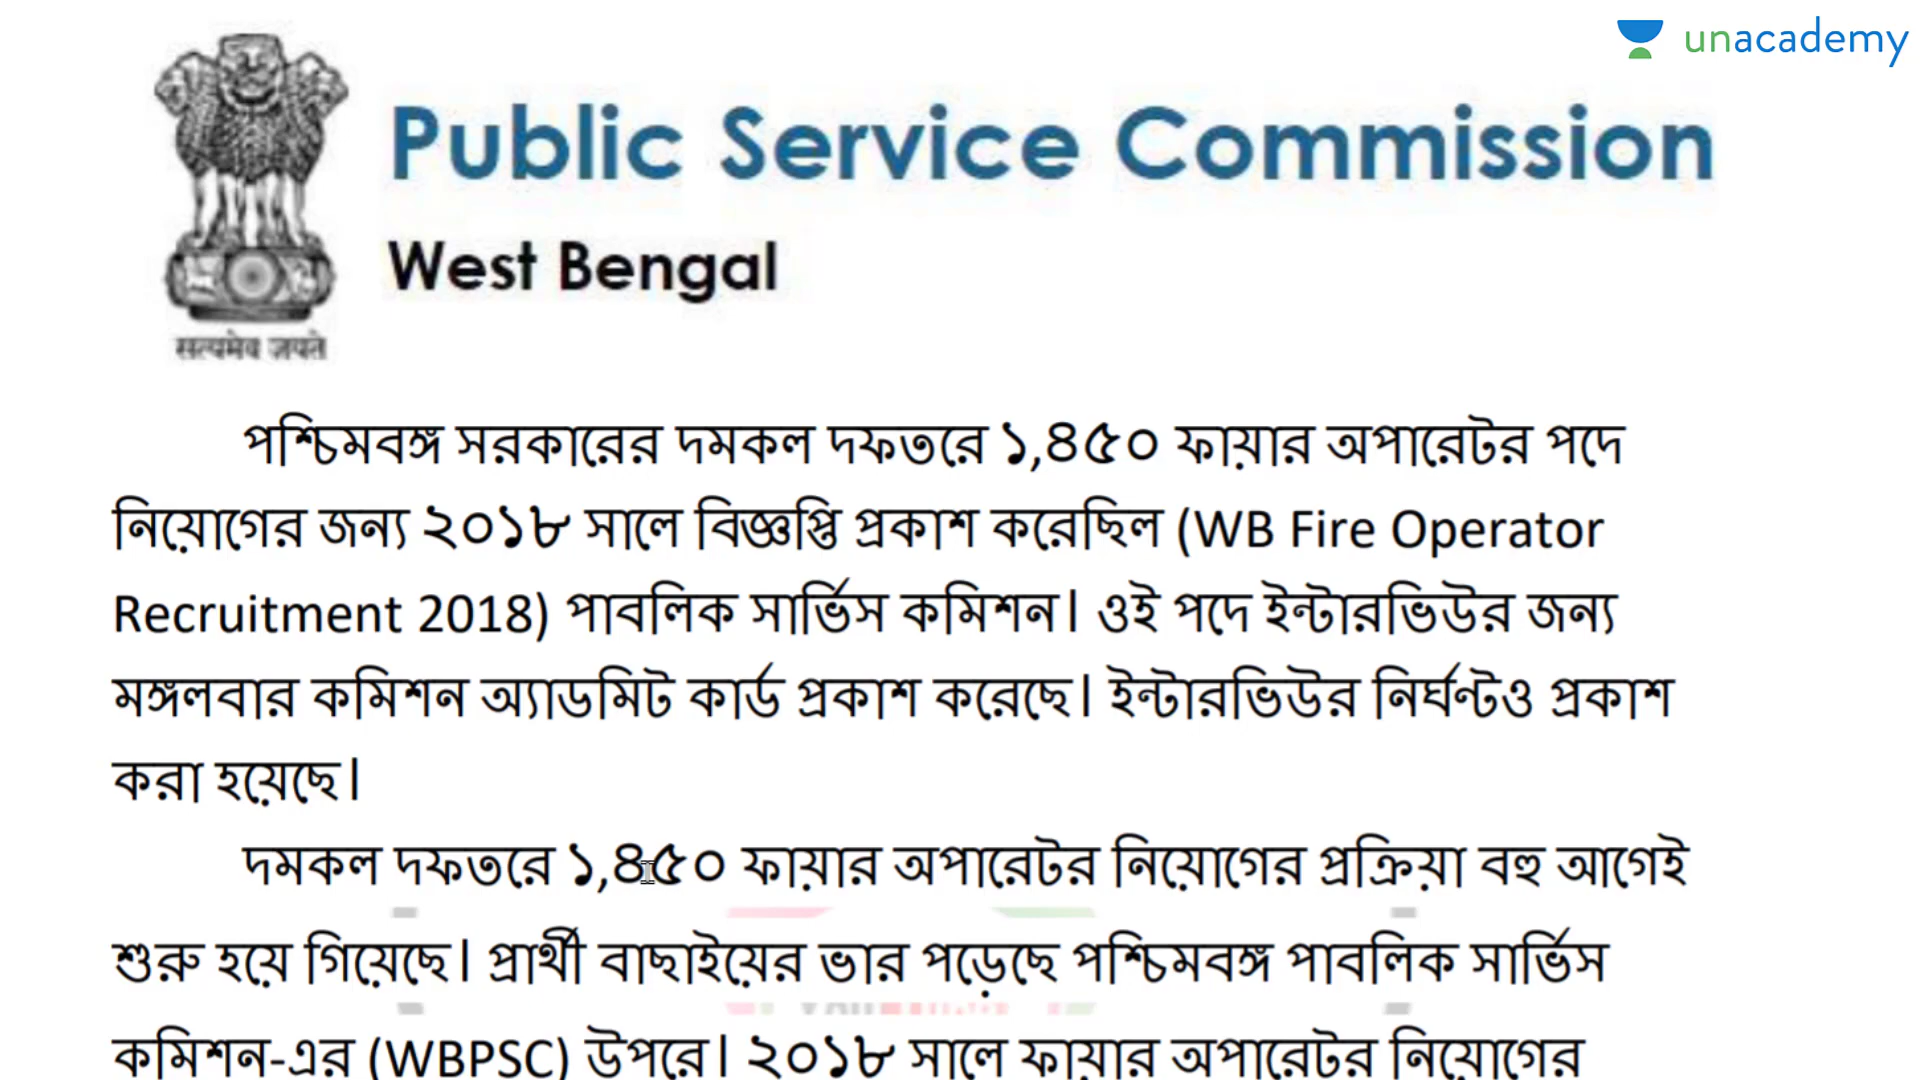 unacademy
Public Service Commission
West Bengal
सत्यमेव जयते
পশ্চিমবঙ্গ সরকারের দমকল দফতরে ১,৪৫০ ফায়ার অপারেটর পদে
নিয়োগের জন্য ২০১৮ সালে বিজ্ঞপ্তি প্রকাশ করেছিল (WB Fire Operator
Recruitment 2018) পাবলিক সার্ভিস কমিশন। ওই পদে ইন্টারভিউর জন্য
মঙ্গলবার কমিশন অ্যাডমিট কার্ড প্রকাশ করেছে। ইন্টারভিউর নির্ঘন্টও প্রকাশ
করা হয়েছে।
দমকল দফতরে ১,৪৫০ ফায়ার অপারেটর নিয়োগের প্রক্রিয়া বহু আগেই
শুরু হয়ে গিয়েছে। প্রার্থী বাছাইয়ের ভার পড়েছে পশ্চিমবঙ্গ পাবলিক সার্ভিস
কমিশন-এর (WBPSC) উপরে। ২০১৮ সালে ফায়ার অপারেটর নিয়োগের